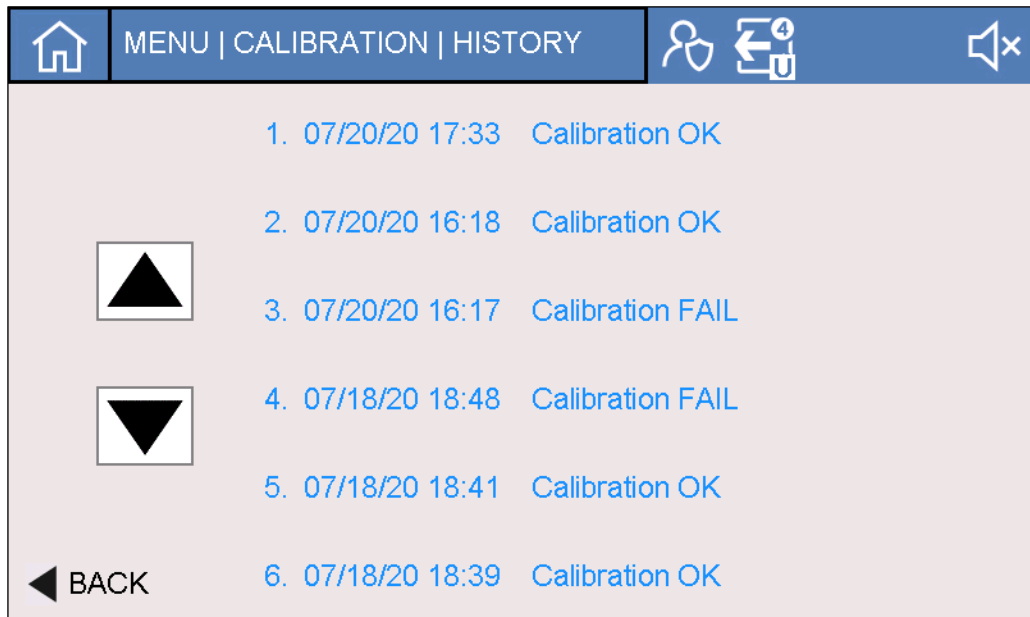 MENU | CALIBRATION | HISTORY
4
U
1. 07/20/20 17:33 Calibration OK
2. 07/20/20 16:18 Calibration OK
3. 07/20/20 16:17 Calibration FAIL
4. 07/18/20 18:48 Calibration FAIL
5. 07/18/20 18:41 Calibration OK
6. 07/18/20 18:39 Calibration OK
BACK